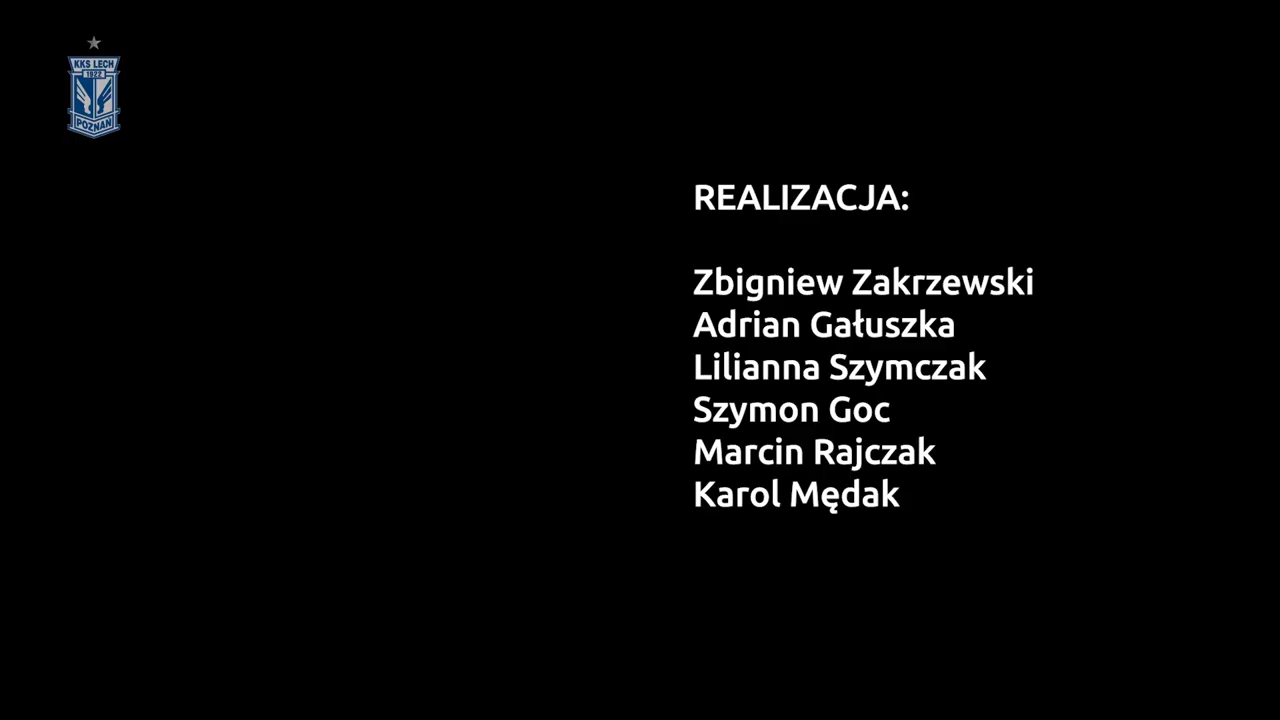 KKS LECH
1922
POZNAŃ
REALIZACJA:
Zbigniew Zakrzewski
Adrian Gałuszka
Lilianna Szymczak
Szymon Goc
Marcin Rajczak
Karol Mędak